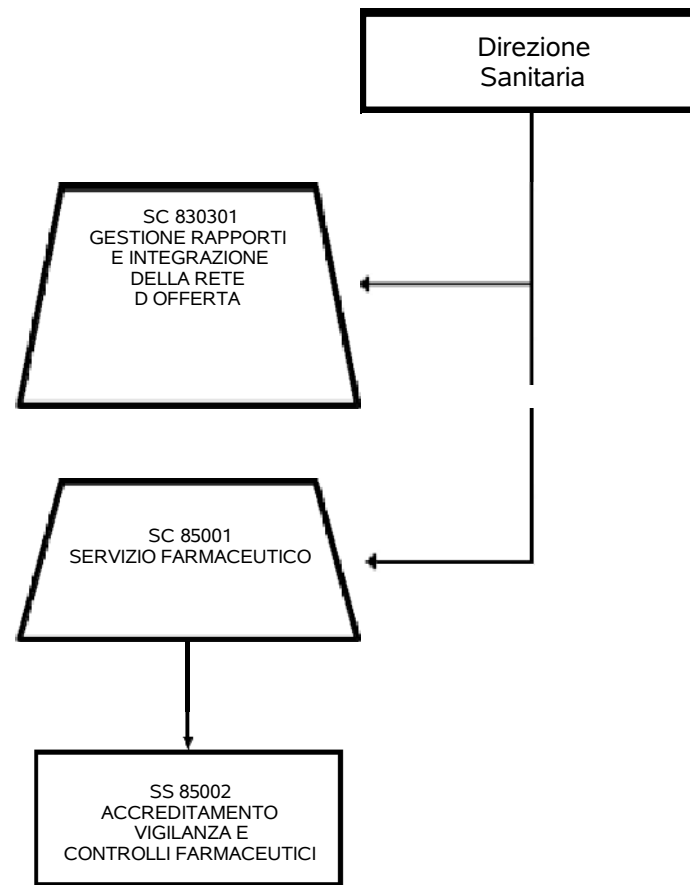 Direzione
Sanitaria
SC 830301
GESTIONE RAPPORTI
E INTEGRAZIONE
DELLA RETE
D OFFERTA
SC 85001
SERVIZIO FARMACEUTICO
SS 85002
ACCREDITAMENTO
VIGILANZA E
CONTROLLI FARMACEUTICI